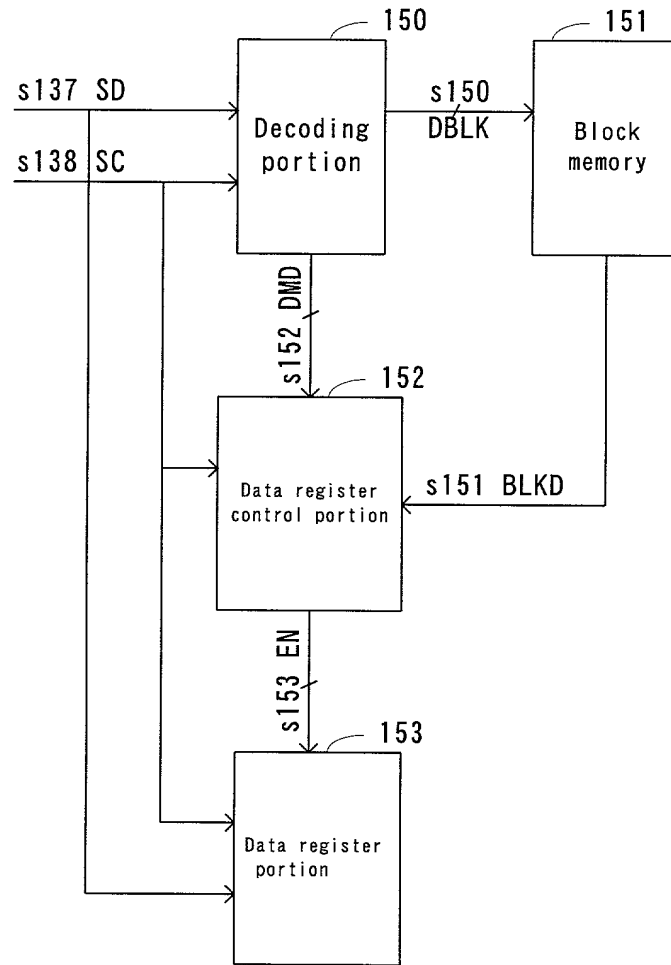 150
151
s137 SD
s150
DBLK
Decoding
portion
Block
memory
s138 SC
s152 DMD
152
Data register
control portion
s151 BLKD
s153 EN
153
Data register
portion